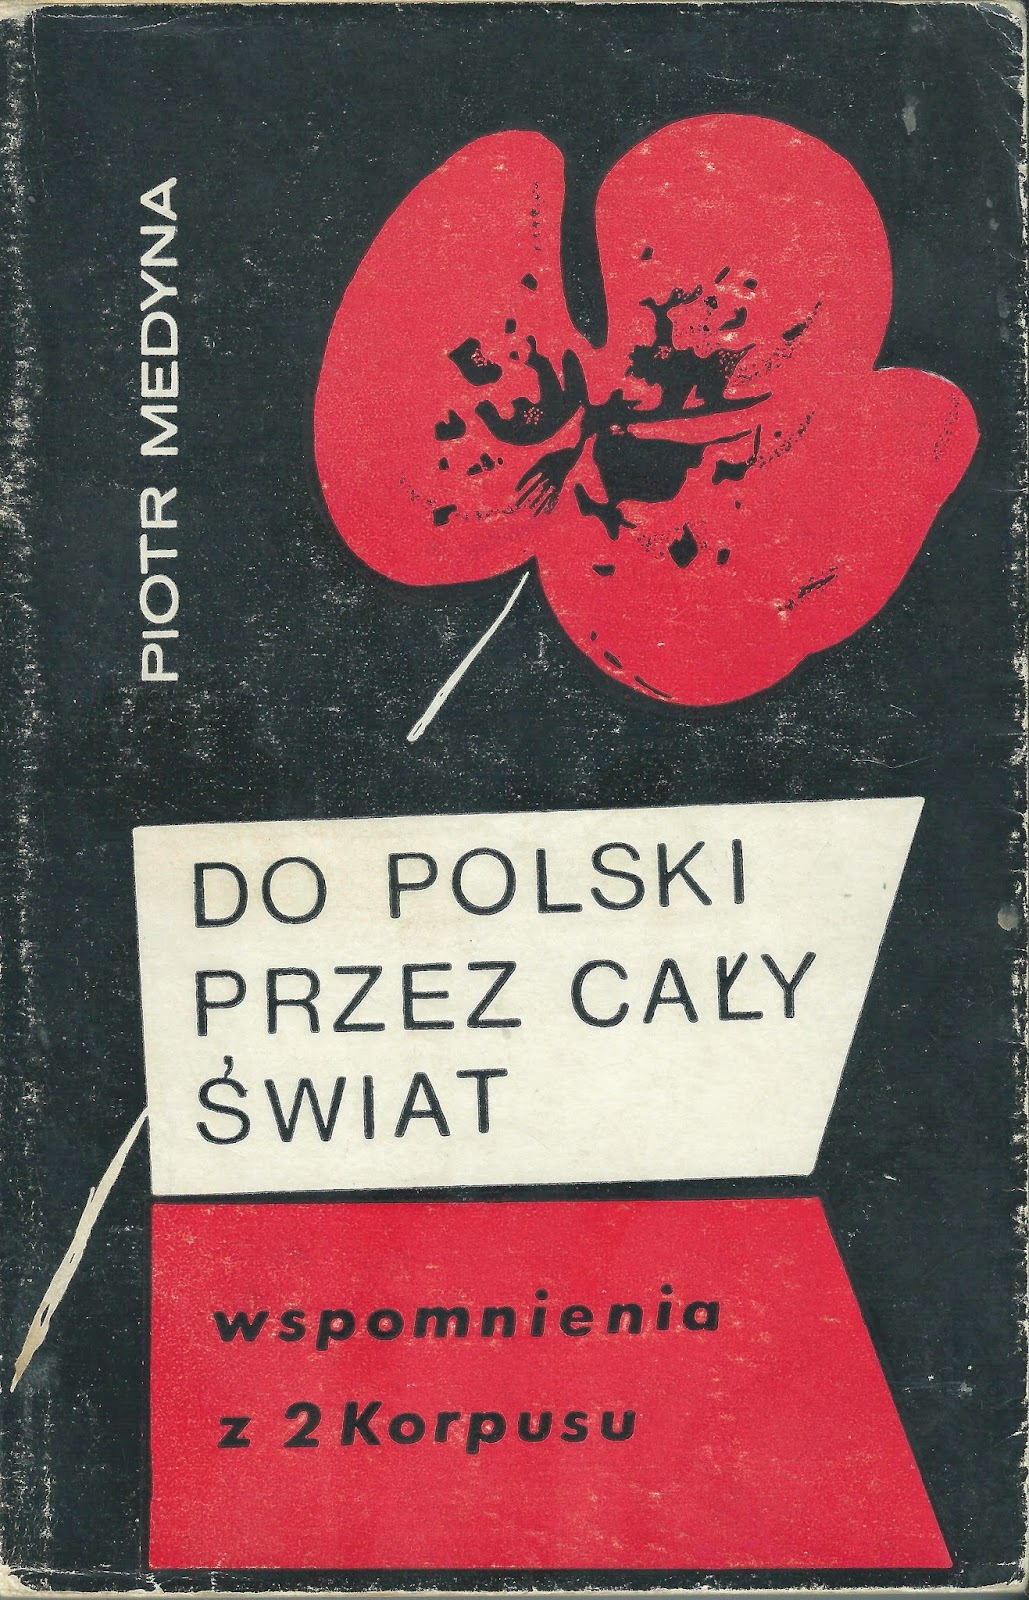 PIOTR MEDYNA
DO POLSKI
PRZEZ CAŁY
ŚWIAT
wspomnienia
z 2 Korpusu